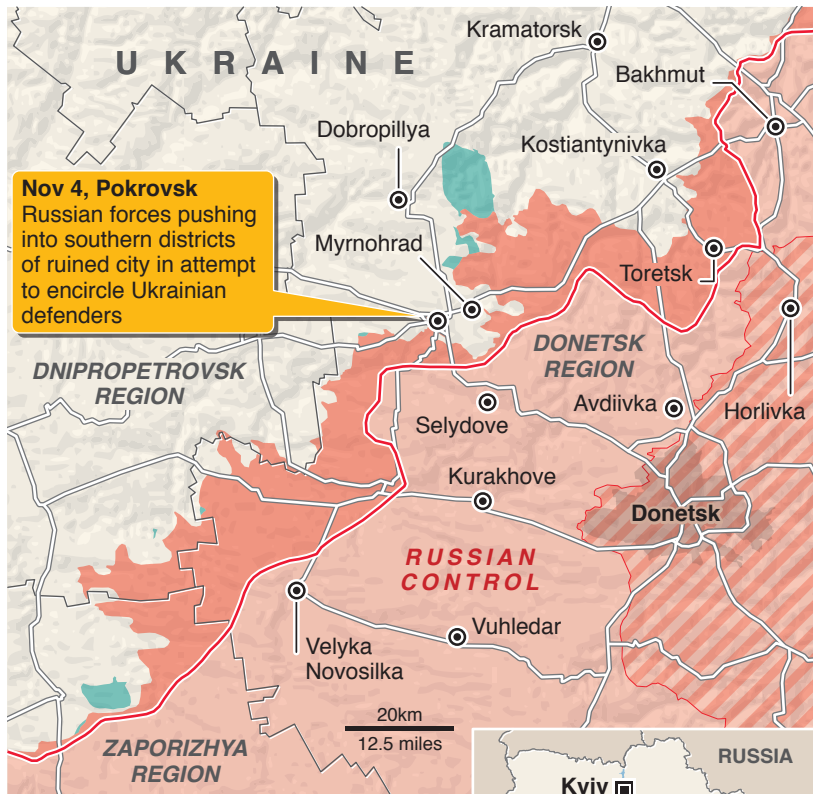 UKRAINE
Kramatorsk
Bakhmut
Dobropillya
Kostiantynivka
Nov 4, Pokrovsk
Russian forces pushing
into southern districts
of ruined city in attempt
to encircle Ukrainian
defenders
Myrnohrad
Toretsk
DNIPROPETROVSK
REGION
DONETSK
REGION
Selydove
Avdiivka
Horlivka
Kurakhove
Donetsk
RUSSIAN
CONTROL
Velyka
Novosilka
Vuhledar
20km
12.5 miles
ZAPORIZHYA
REGION
RUSSIA
Kyiv